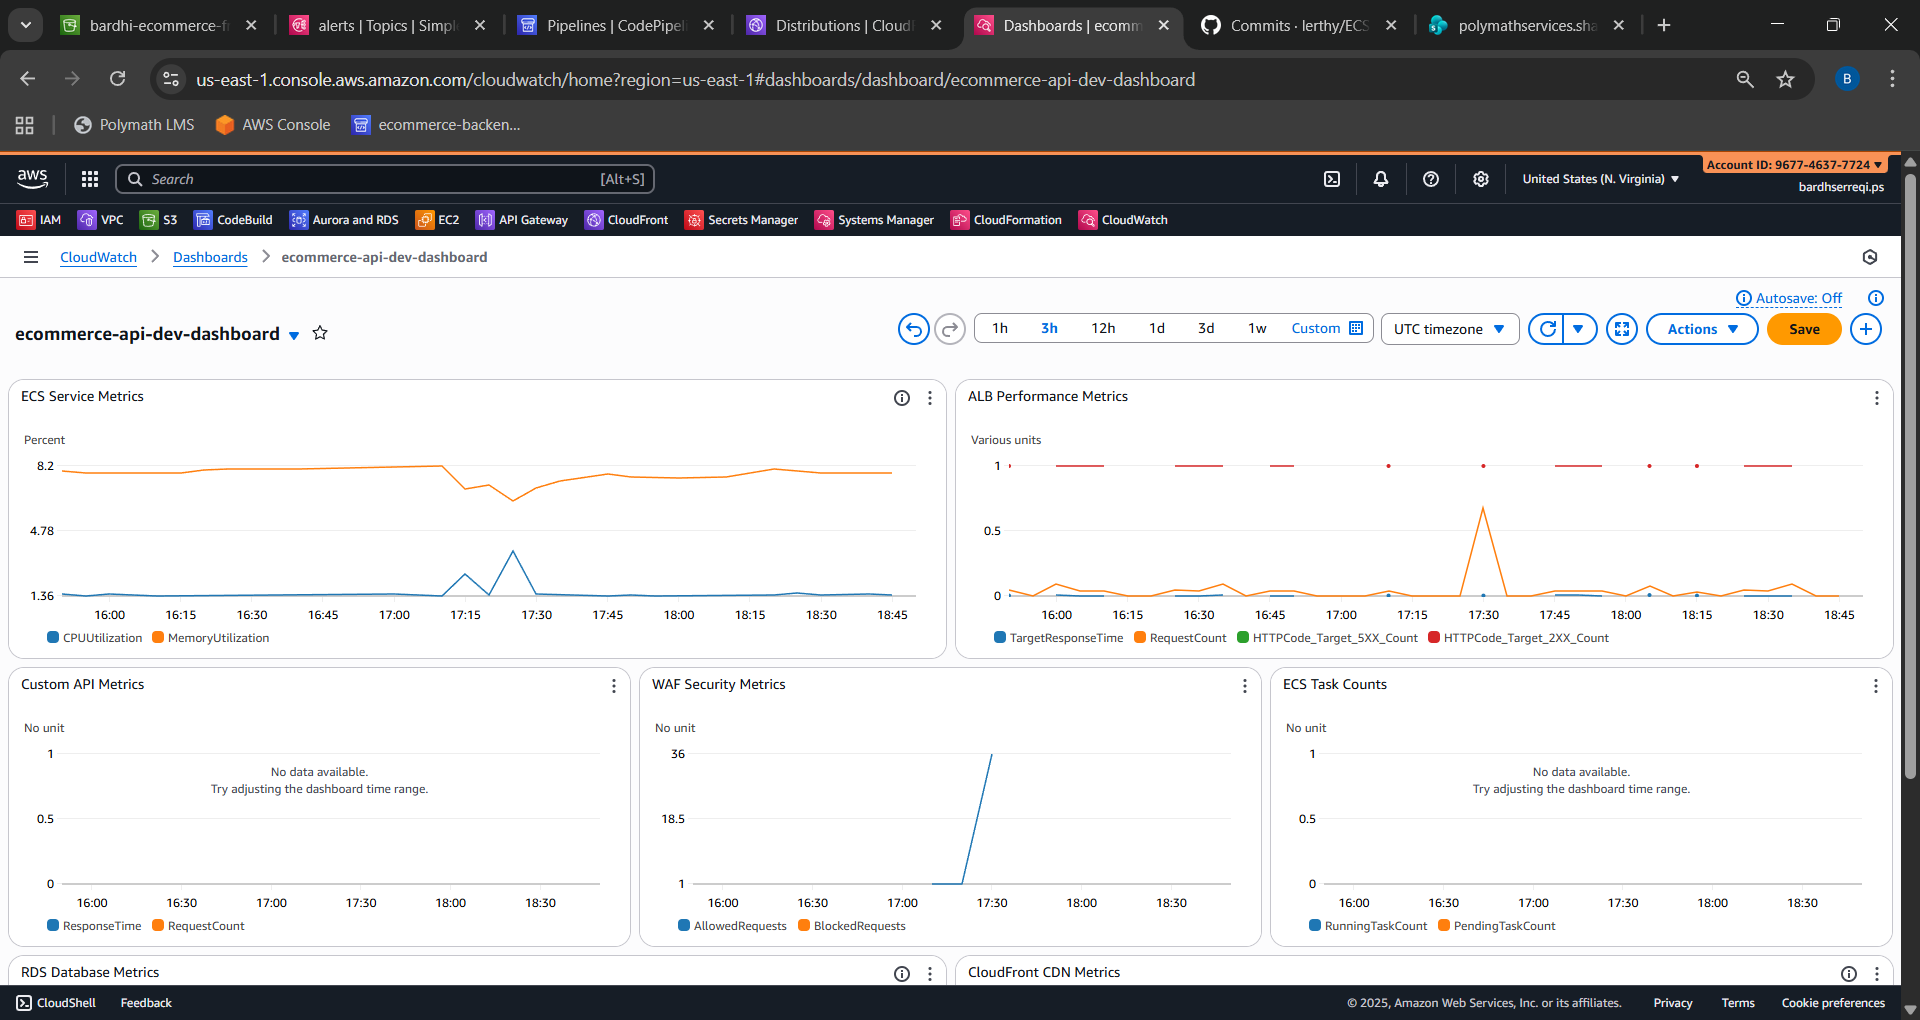 bardhi-ecommerce-fr
alerts | Topics | Simple
Pipelines | CodePipeli
Distributions | CloudF
Dashboards | ecomm
Commits · lerthy/ECS
polymathservices.sha
us-east-1.console.aws.amazon.com/cloudwatch/home?region=us-east-1#dashboards/dashboard/ecommerce-api-dev-dashboard
B
Polymath LMS
AWS Console
ecommerce-backen...
aws
Search
[Alt+S]
United States (N. Virginia)
Account ID: 9677-4637-7724
bardhserreqi.ps
IAM
VPC
S3
CodeBuild
Aurora and RDS
EC2
API Gateway
CloudFront
Secrets Manager
Systems Manager
CloudFormation
CloudWatch
CloudWatch
Dashboards
ecommerce-api-dev-dashboard
Autosave: Off
ecommerce-api-dev-dashboard
1h
3h
12h
1d
3d
1w
Custom
UTC timezone
Actions
Save
ECS Service Metrics
Percent
8.2
4.78
1.36
16:00 16:15 16:30 16:45 17:00 17:15 17:30 17:45 18:00 18:15 18:30 18:45
CPUUtilization MemoryUtilization
ALB Performance Metrics
Various units
1
0.5
0
16:00 16:15 16:30 16:45 17:00 17:15 17:30 17:45 18:00 18:15 18:30 18:45
TargetResponseTime RequestCount HTTPCode_Target_5XX_Count HTTPCode_Target_2XX_Count
Custom API Metrics
No unit
1
No data available.
Try adjusting the dashboard time range.
0.5
0
16:00 16:30 17:00 17:30 18:00 18:30
ResponseTime RequestCount
WAF Security Metrics
No unit
36
18.5
1
16:00 16:30 17:00 17:30 18:00 18:30
AllowedRequests BlockedRequests
ECS Task Counts
No unit
1
No data available.
Try adjusting the dashboard time range.
0.5
0
16:00 16:30 17:00 17:30 18:00 18:30
RunningTaskCount PendingTaskCount
RDS Database Metrics
CloudFront CDN Metrics
CloudShell
Feedback
© 2025, Amazon Web Services, Inc. or its affiliates.
Privacy
Terms
Cookie preferences